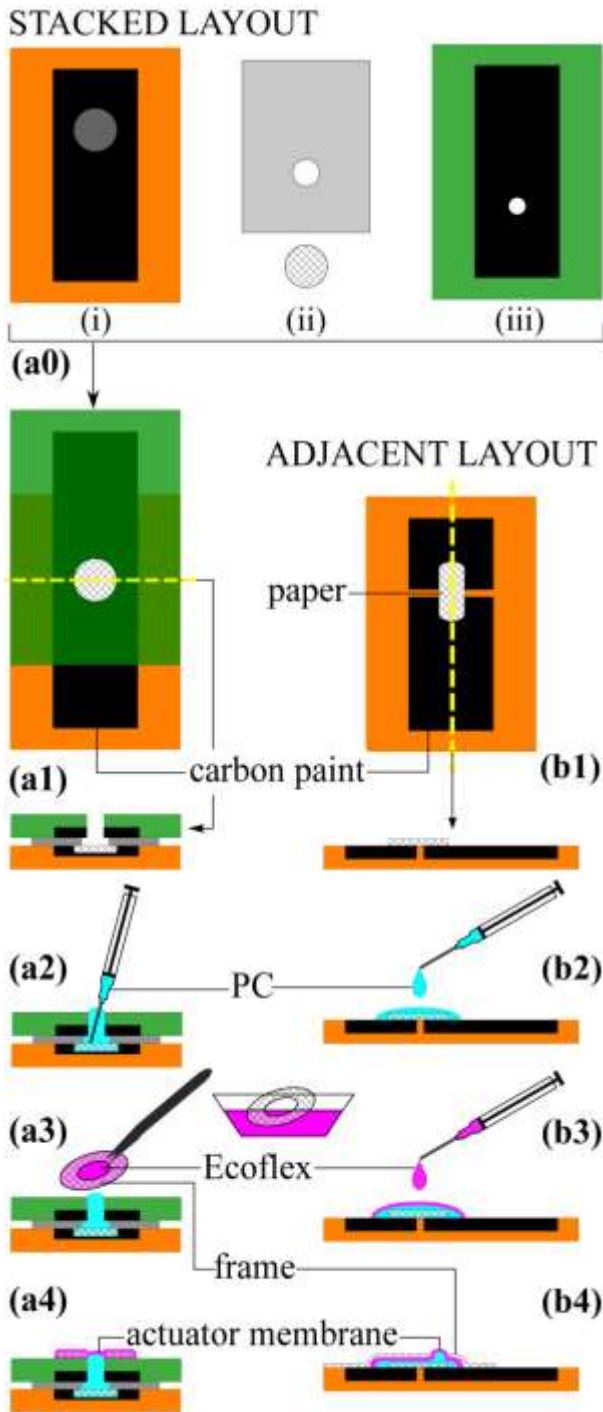 STACKED LAYOUT
(i)
(ii)
(iii)
(a0)
ADJACENT LAYOUT
paper
(a1)
carbon paint
(b1)
(a2)
PC
(b2)
(a3)
Ecoflex
(b3)
frame
(a4)
(b4)
actuator membrane